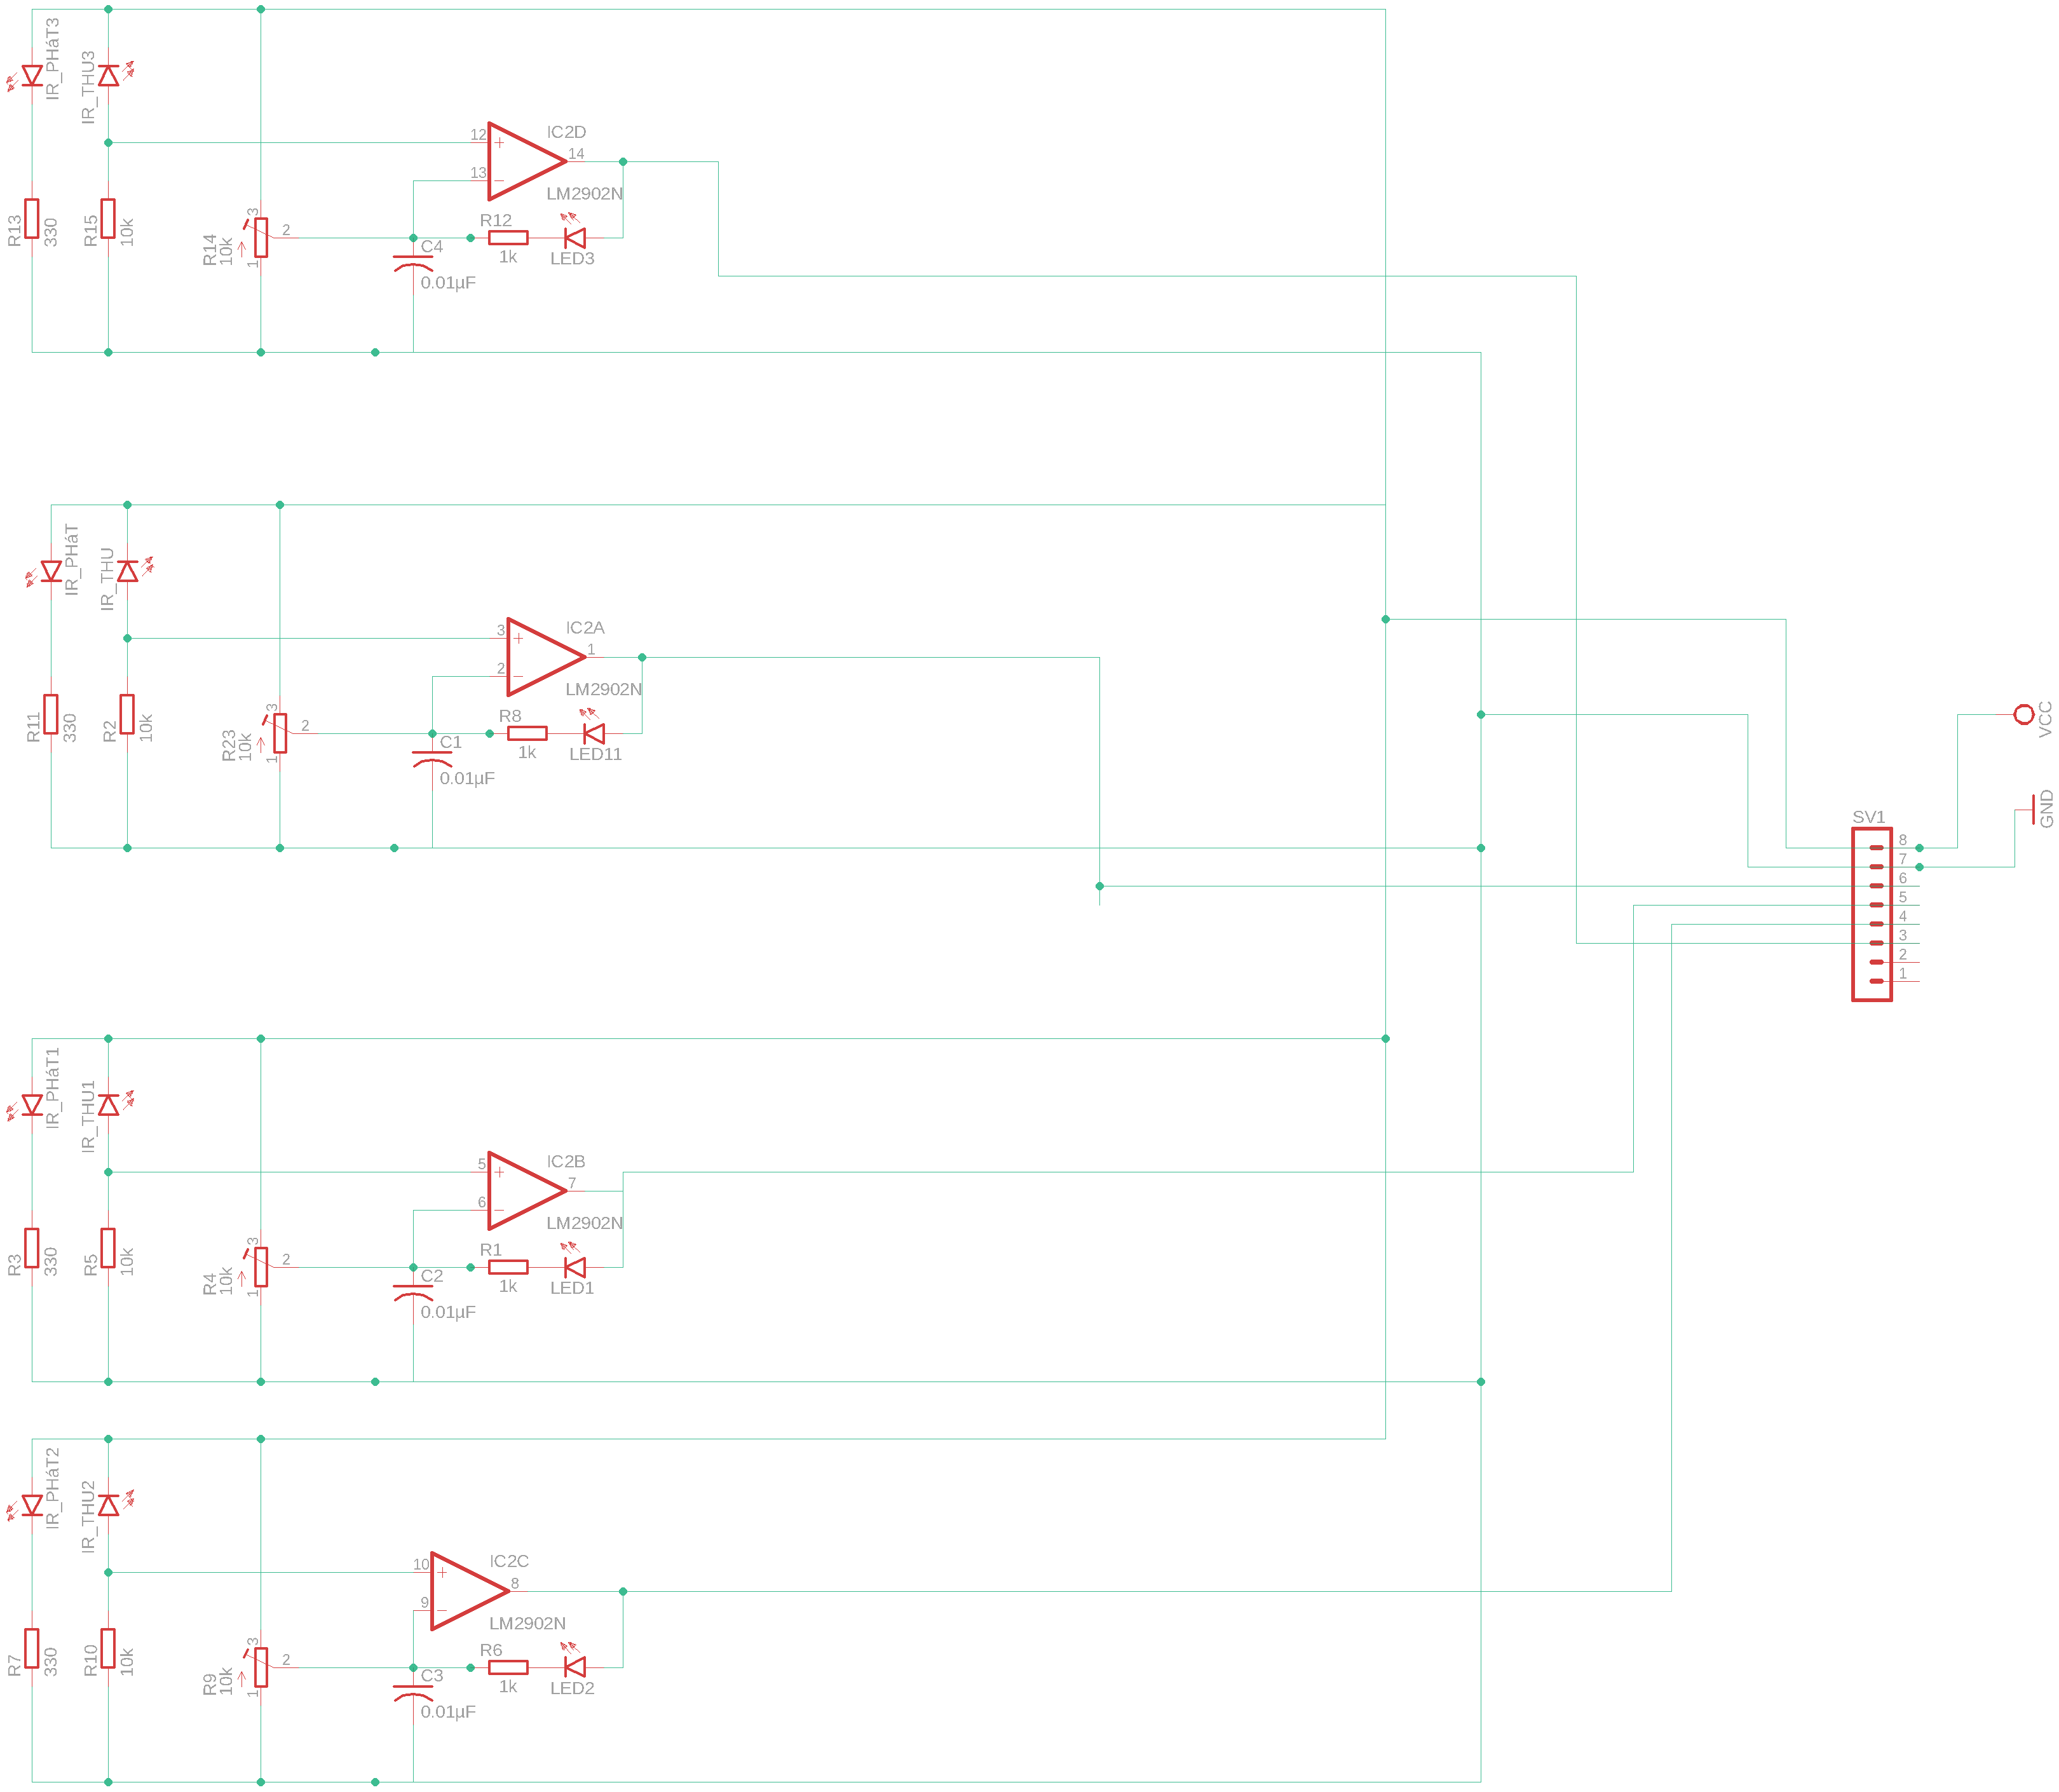 IR_PHáT3
IR_THU3
12
13
14
IC2D
LM2902N
R13
330
R15
10k
R14
10k
3
2
1
C4
0.01µF
R12
1k
LED3
IR_PHáT
IR_THU
3
2
1
IC2A
LM2902N
R11
330
R2
10k
R23
10k
3
2
1
C1
0.01µF
R8
1k
LED11
VCC
GND
SV1
8
7
6
5
4
3
2
1
IR_PHáT1
IR_THU1
5
6
7
IC2B
LM2902N
R3
330
R5
10k
R4
10k
3
2
1
C2
0.01µF
R1
1k
LED1
IR_PHáT2
IR_THU2
10
9
8
IC2C
LM2902N
R7
330
R10
10k
R9
10k
3
2
1
C3
0.01µF
R6
1k
LED2